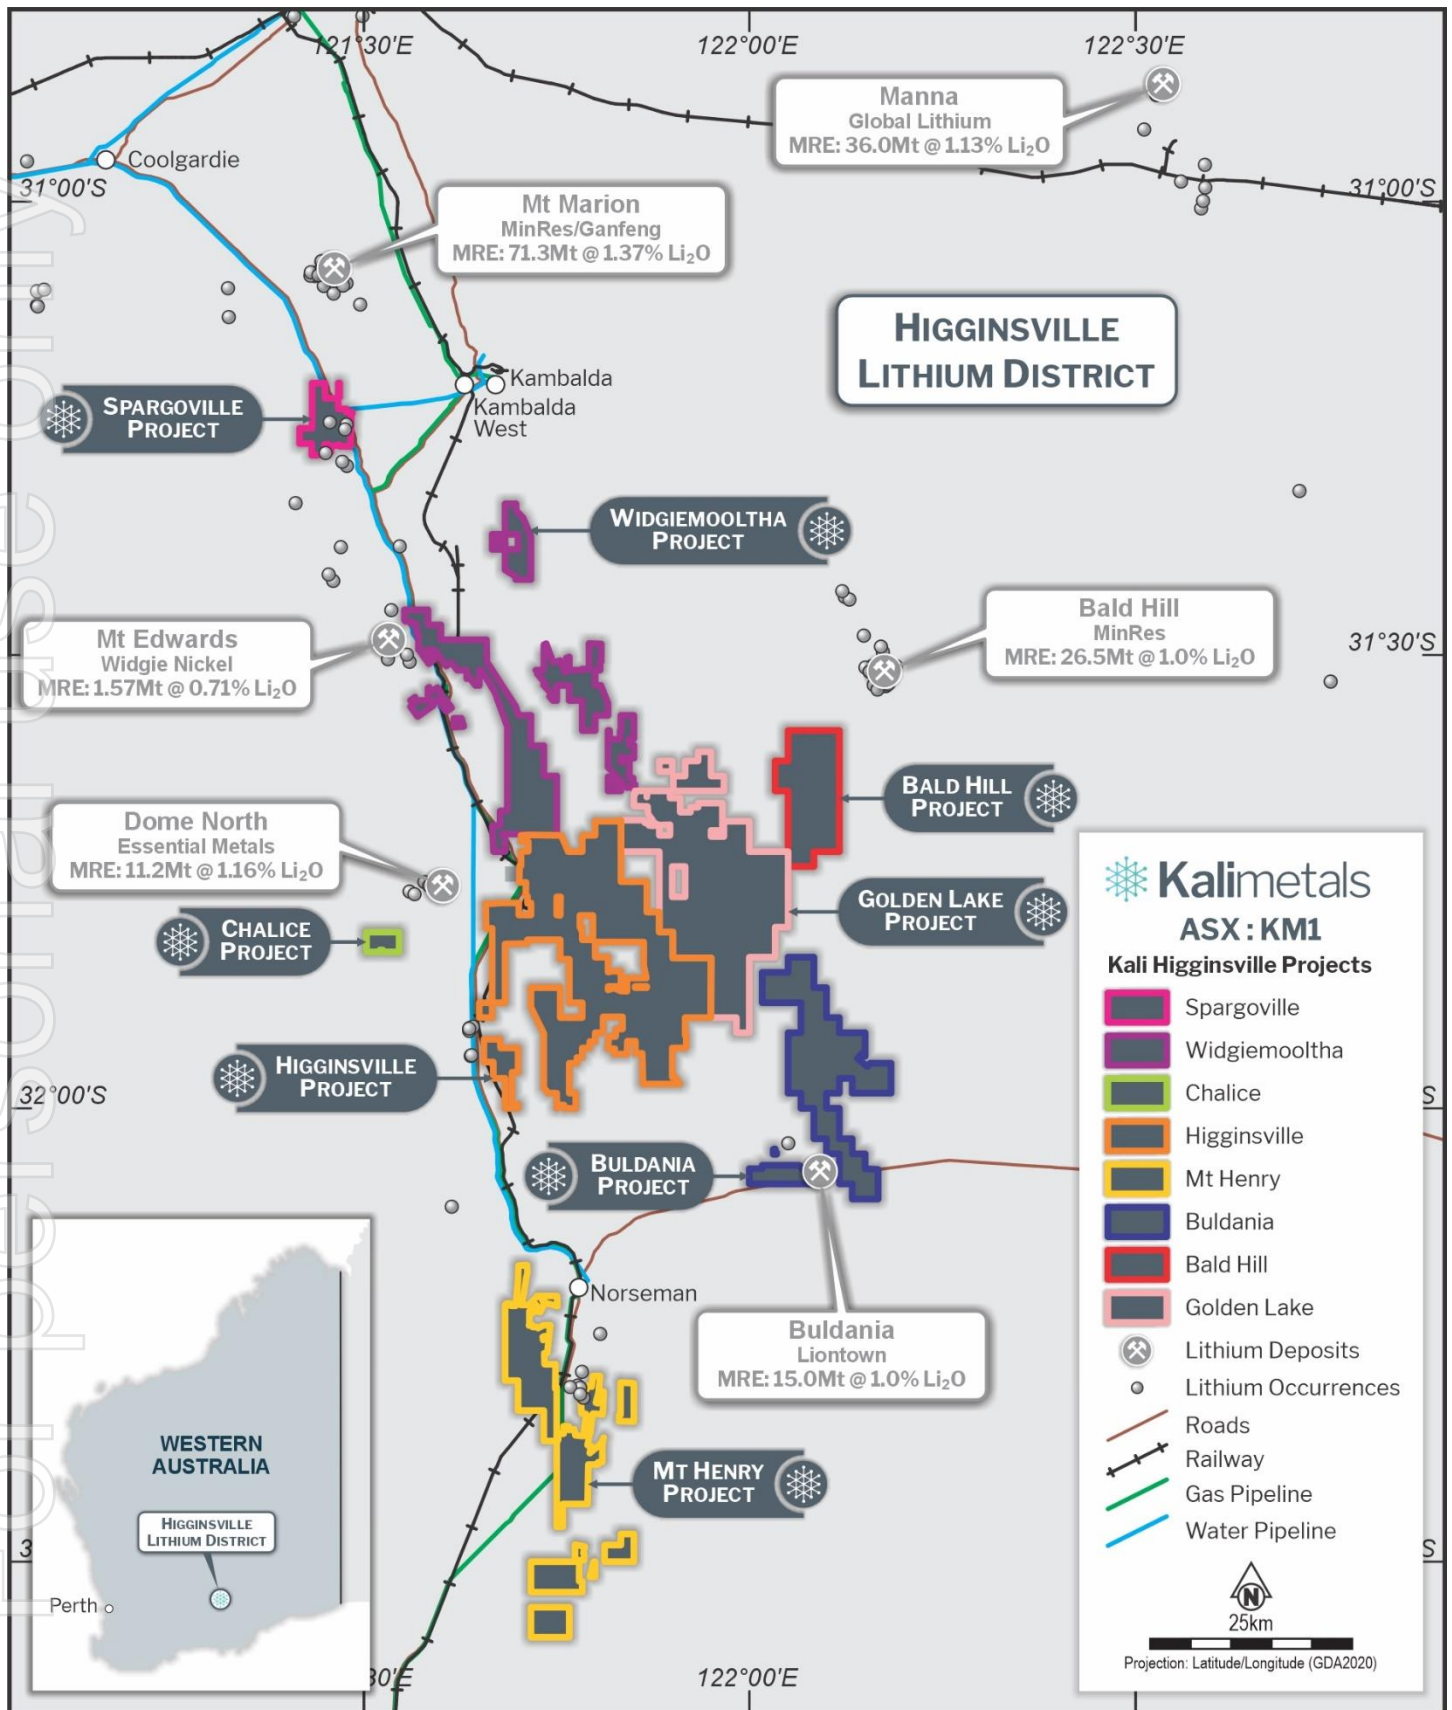 121°30'E
122°00'E
122°30'E
Manna
Global Lithium
MRE: 36.0Mt @ 1.13% Li₂O
Coolgardie
31°00'S
31°00'S
Mt Marion
MinRes/Ganfeng
MRE: 71.3Mt @ 1.37% Li₂O
HIGGINSVILLE
LITHIUM DISTRICT
SPARGOVILLE
PROJECT
Kambalda
Kambalda
West
WIDGIEMOOLTHA
PROJECT
Mt Edwards
Widgie Nickel
MRE: 1.57Mt @ 0.71% Li₂O
Bald Hill
MinRes
MRE: 26.5Mt @ 1.0% Li₂O
31°30'S
BALD HILL
PROJECT
Dome North
Essential Metals
MRE: 11.2Mt @ 1.16% Li₂O
GOLDEN LAKE
PROJECT
CHALICE
PROJECT
HIGGINSVILLE
PROJECT
32°00'S
S
BULDANIA
PROJECT
Norseman
Buldania
Liontown
MRE: 15.0Mt @ 1.0% Li₂O
MT HENRY
PROJECT
3
S
30'E
122°00'E
Kalimetals
ASX : KM1
Kali Higginsville Projects
Spargoville
Widgiemooltha
Chalice
Higginsville
Mt Henry
Buldania
Bald Hill
Golden Lake
Lithium Deposits
Lithium Occurrences
Roads
Railway
Gas Pipeline
Water Pipeline
N
25km
Projection: Latitude/Longitude (GDA2020)
WESTERN
AUSTRALIA
HIGGINSVILLE
LITHIUM DISTRICT
Perth
For personal use only